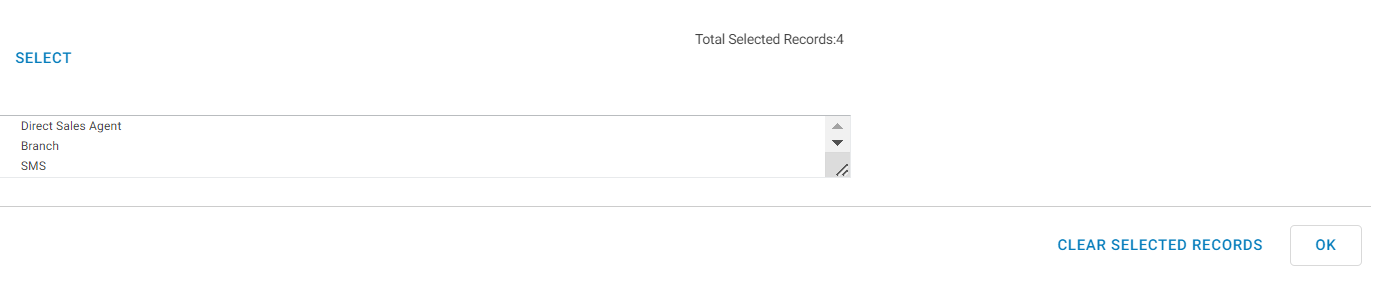 Total Selected Records:4
SELECT
Direct Sales Agent
Branch
SMS
CLEAR SELECTED RECORDS
OK